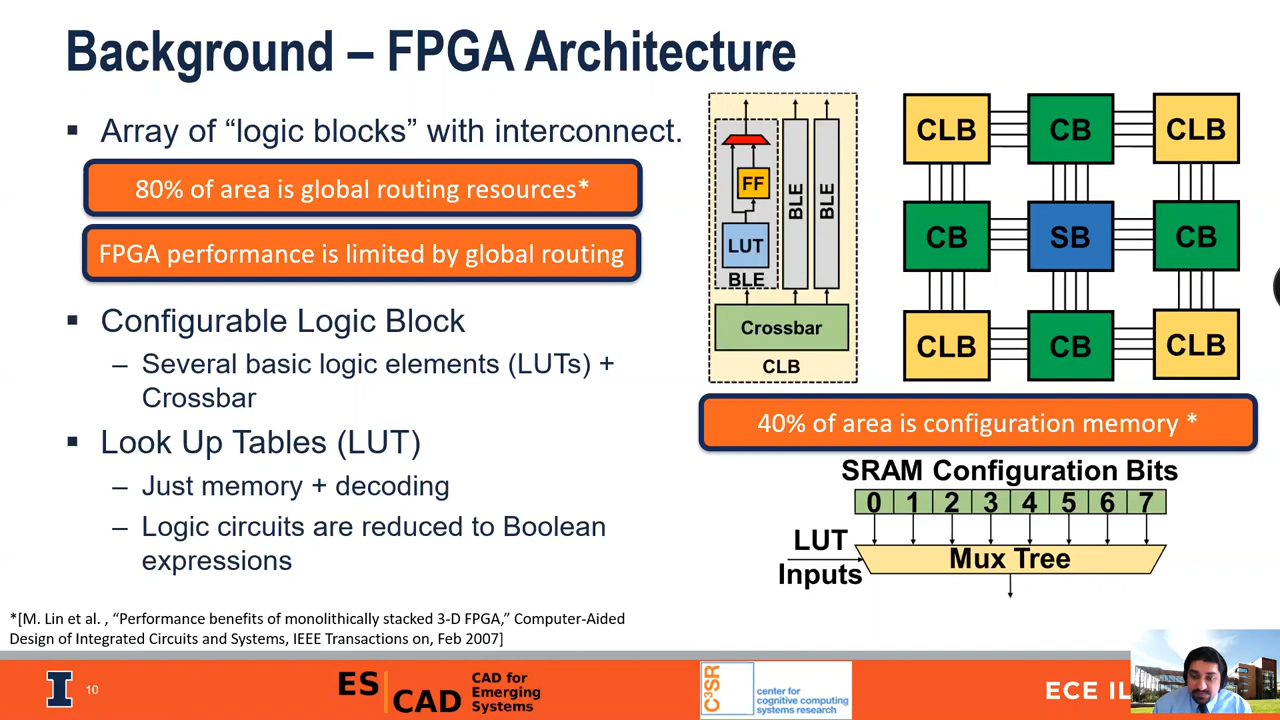 Background – FPGA Architecture
▪ Array of “logic blocks” with interconnect.
80% of area is global routing resources*
FPGA performance is limited by global routing
▪ Configurable Logic Block
– Several basic logic elements (LUTs) +
Crossbar
▪ Look Up Tables (LUT)
– Just memory + decoding
– Logic circuits are reduced to Boolean
expressions
FF
LUT
BLE
BLE
BLE
Crossbar
CLB
CLB CB CLB
CB SB CB
CLB CB CLB
40% of area is configuration memory *
SRAM Configuration Bits
0 1 2 3 4 5 6 7
LUT
Inputs
Mux Tree
*[M. Lin et al. , “Performance benefits of monolithically stacked 3-D FPGA,” Computer-Aided
Design of Integrated Circuits and Systems, IEEE Transactions on, Feb 2007]
I
10
ES CAD
CAD for
Emerging
Systems
C³SR
center for
cognitive computing
systems research
ECE IL